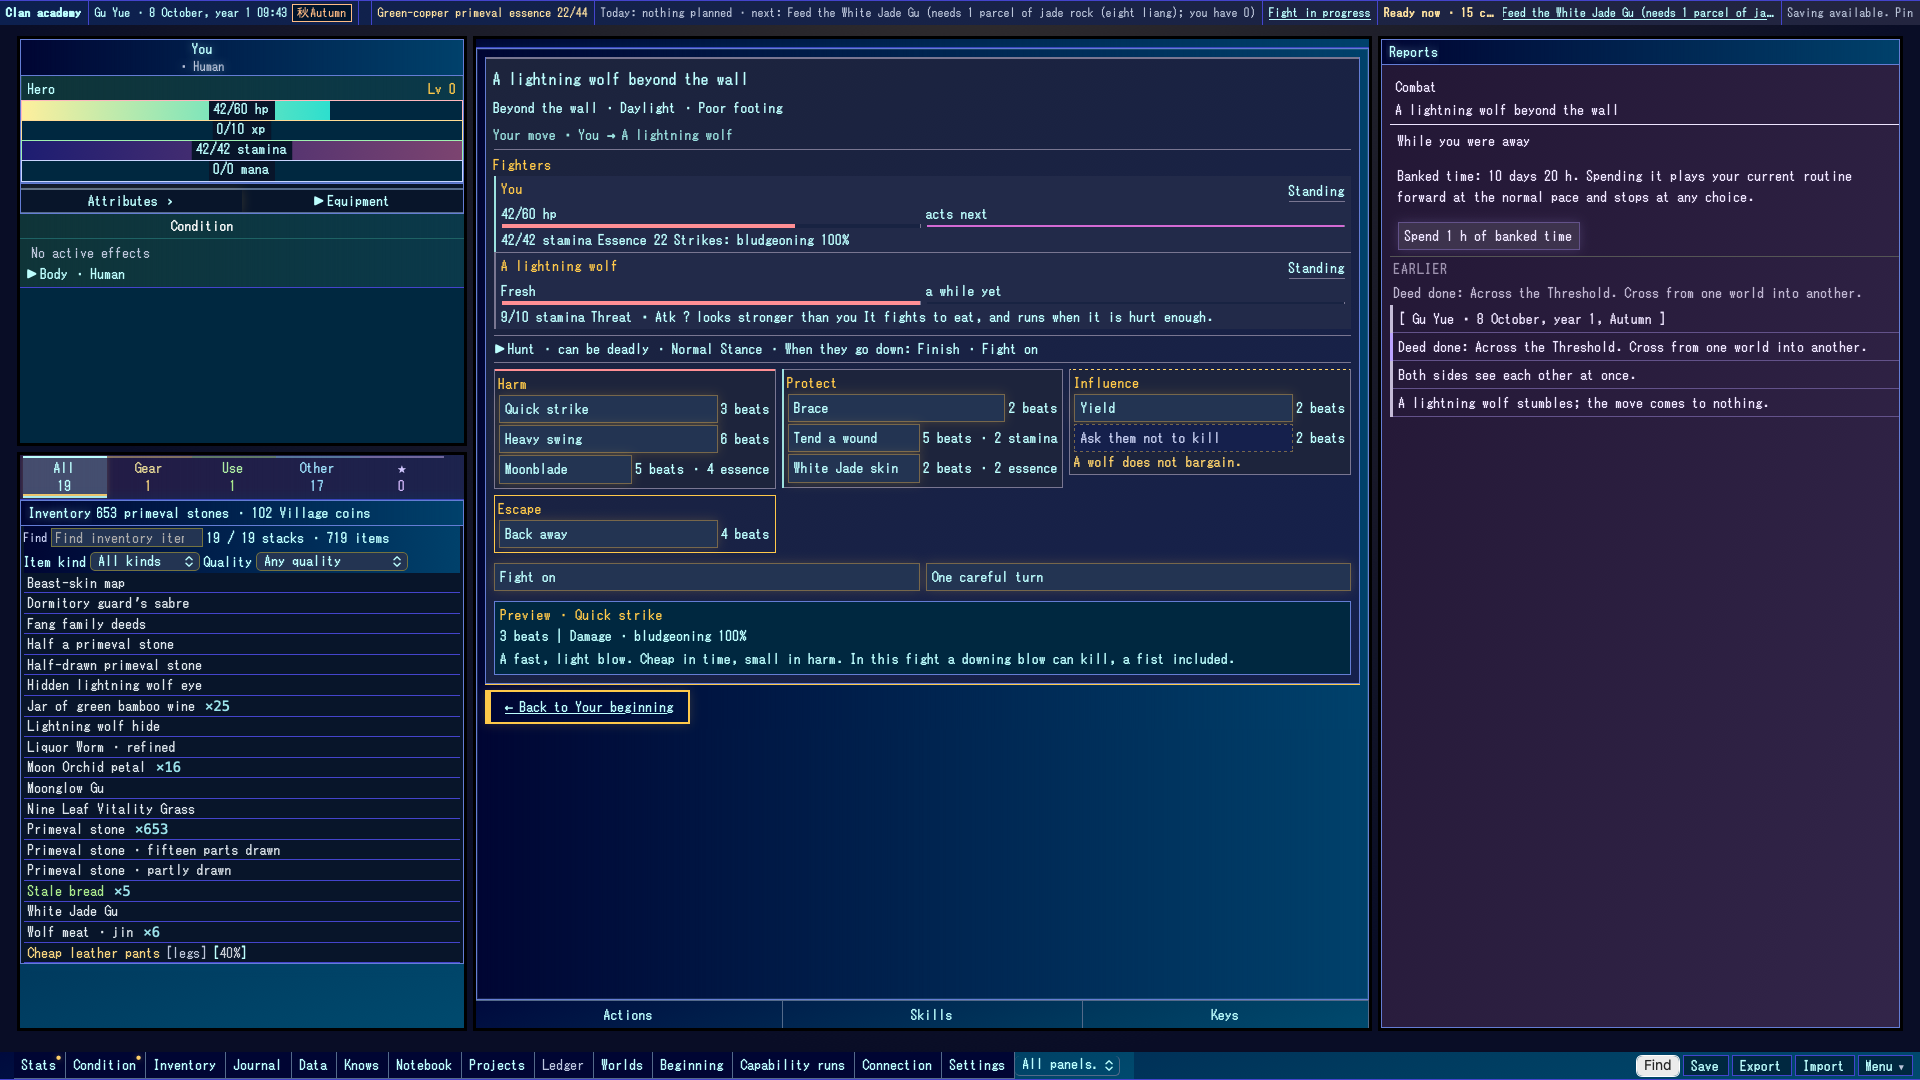 Clan academy
Gu Yue · 8 October, year 1 09:43 秋Autumn
Green-copper primeval essence 22/44
Today: nothing planned · next: Feed the White Jade Gu (needs 1 parcel of jade rock (eight liang); you have 0)
Fight in progress
Ready now · 15 c…
Feed the White Jade Gu (needs 1 parcel of ja…
Saving available. Pin
You
· Human
Hero Lv 0
42/60 hp
0/10 xp
42/42 stamina
0/0 mana
Attributes ›
▶Equipment
Condition
No active effects
▶Body · Human
All 19
Gear 1
Use 1
Other 17
★ 0
Inventory 653 primeval stones · 102 Village coins
Find Find inventory iter 19 / 19 stacks · 719 items
Item kind All kinds Quality Any quality
Beast-skin map
Dormitory guard's sabre
Fang family deeds
Half a primeval stone
Half-drawn primeval stone
Hidden lightning wolf eye
Jar of green bamboo wine ×25
Lightning wolf hide
Liquor Worm · refined
Moon Orchid petal ×16
Moonglow Gu
Nine Leaf Vitality Grass
Primeval stone ×653
Primeval stone · fifteen parts drawn
Primeval stone · partly drawn
Stale bread ×5
White Jade Gu
Wolf meat · jin ×6
Cheap leather pants [legs] [40%]
A lightning wolf beyond the wall
Beyond the wall · Daylight · Poor footing
Your move · You → A lightning wolf
Fighters
You Standing
42/60 hp acts next
42/42 stamina Essence 22 Strikes: bludgeoning 100%
A lightning wolf Standing
Fresh a while yet
9/10 stamina Threat · Atk ? looks stronger than you It fights to eat, and runs when it is hurt enough.
▶Hunt · can be deadly · Normal Stance · When they go down: Finish · Fight on
Harm
Quick strike 3 beats
Heavy swing 6 beats
Moonblade 5 beats · 4 essence
Protect
Brace 2 beats
Tend a wound 5 beats · 2 stamina
White Jade skin 2 beats · 2 essence
Influence
Yield 2 beats
Ask them not to kill 2 beats
A wolf does not bargain.
Escape
Back away 4 beats
Fight on
One careful turn
Preview · Quick strike
3 beats | Damage · bludgeoning 100%
A fast, light blow. Cheap in time, small in harm. In this fight a downing blow can kill, a fist included.
← Back to Your beginning
Actions
Skills
Keys
Reports
Combat
A lightning wolf beyond the wall
While you were away
Banked time: 10 days 20 h. Spending it plays your current routine
forward at the normal pace and stops at any choice.
Spend 1 h of banked time
EARLIER
Deed done: Across the Threshold. Cross from one world into another.
[ Gu Yue · 8 October, year 1, Autumn ]
Deed done: Across the Threshold. Cross from one world into another.
Both sides see each other at once.
A lightning wolf stumbles; the move comes to nothing.
Stats
Condition
Inventory
Journal
Data
Knows
Notebook
Projects
Ledger
Worlds
Beginning
Capability runs
Connection
Settings
All panels.
Find
Save
Export
Import
Menu ▾